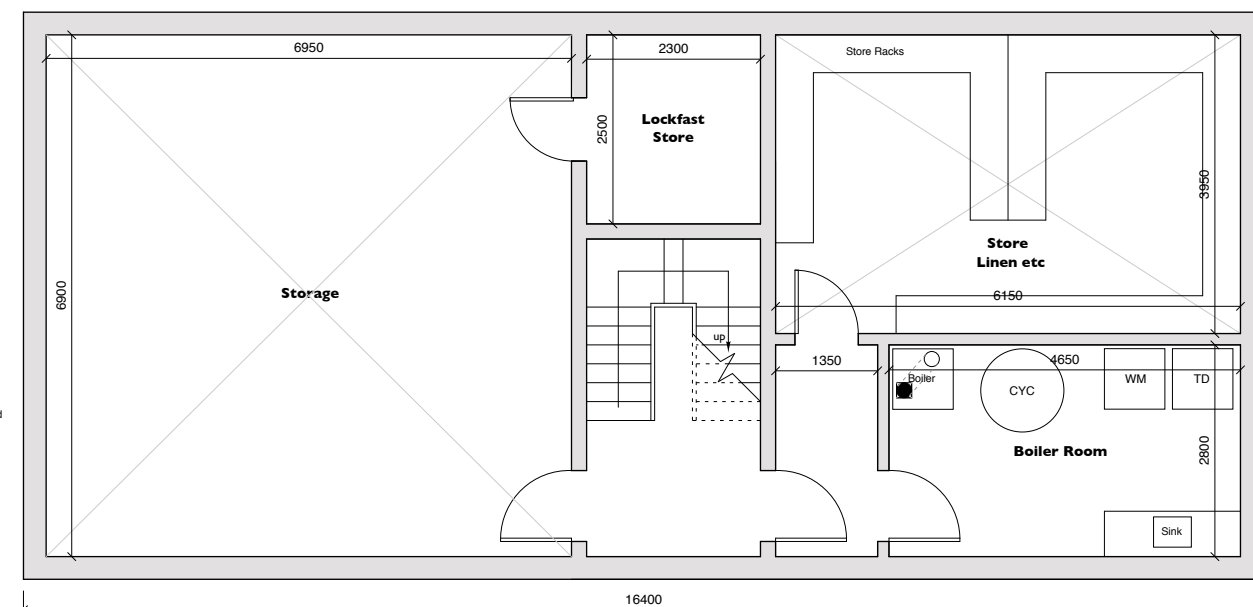 6950
2300
Store Racks
Lockfast
Store
2500
3950
Store
Linen etc
6150
Storage
6900
up
1350
4650
Boiler
CYC
WM
TD
Boiler Room
2800
Sink
16400